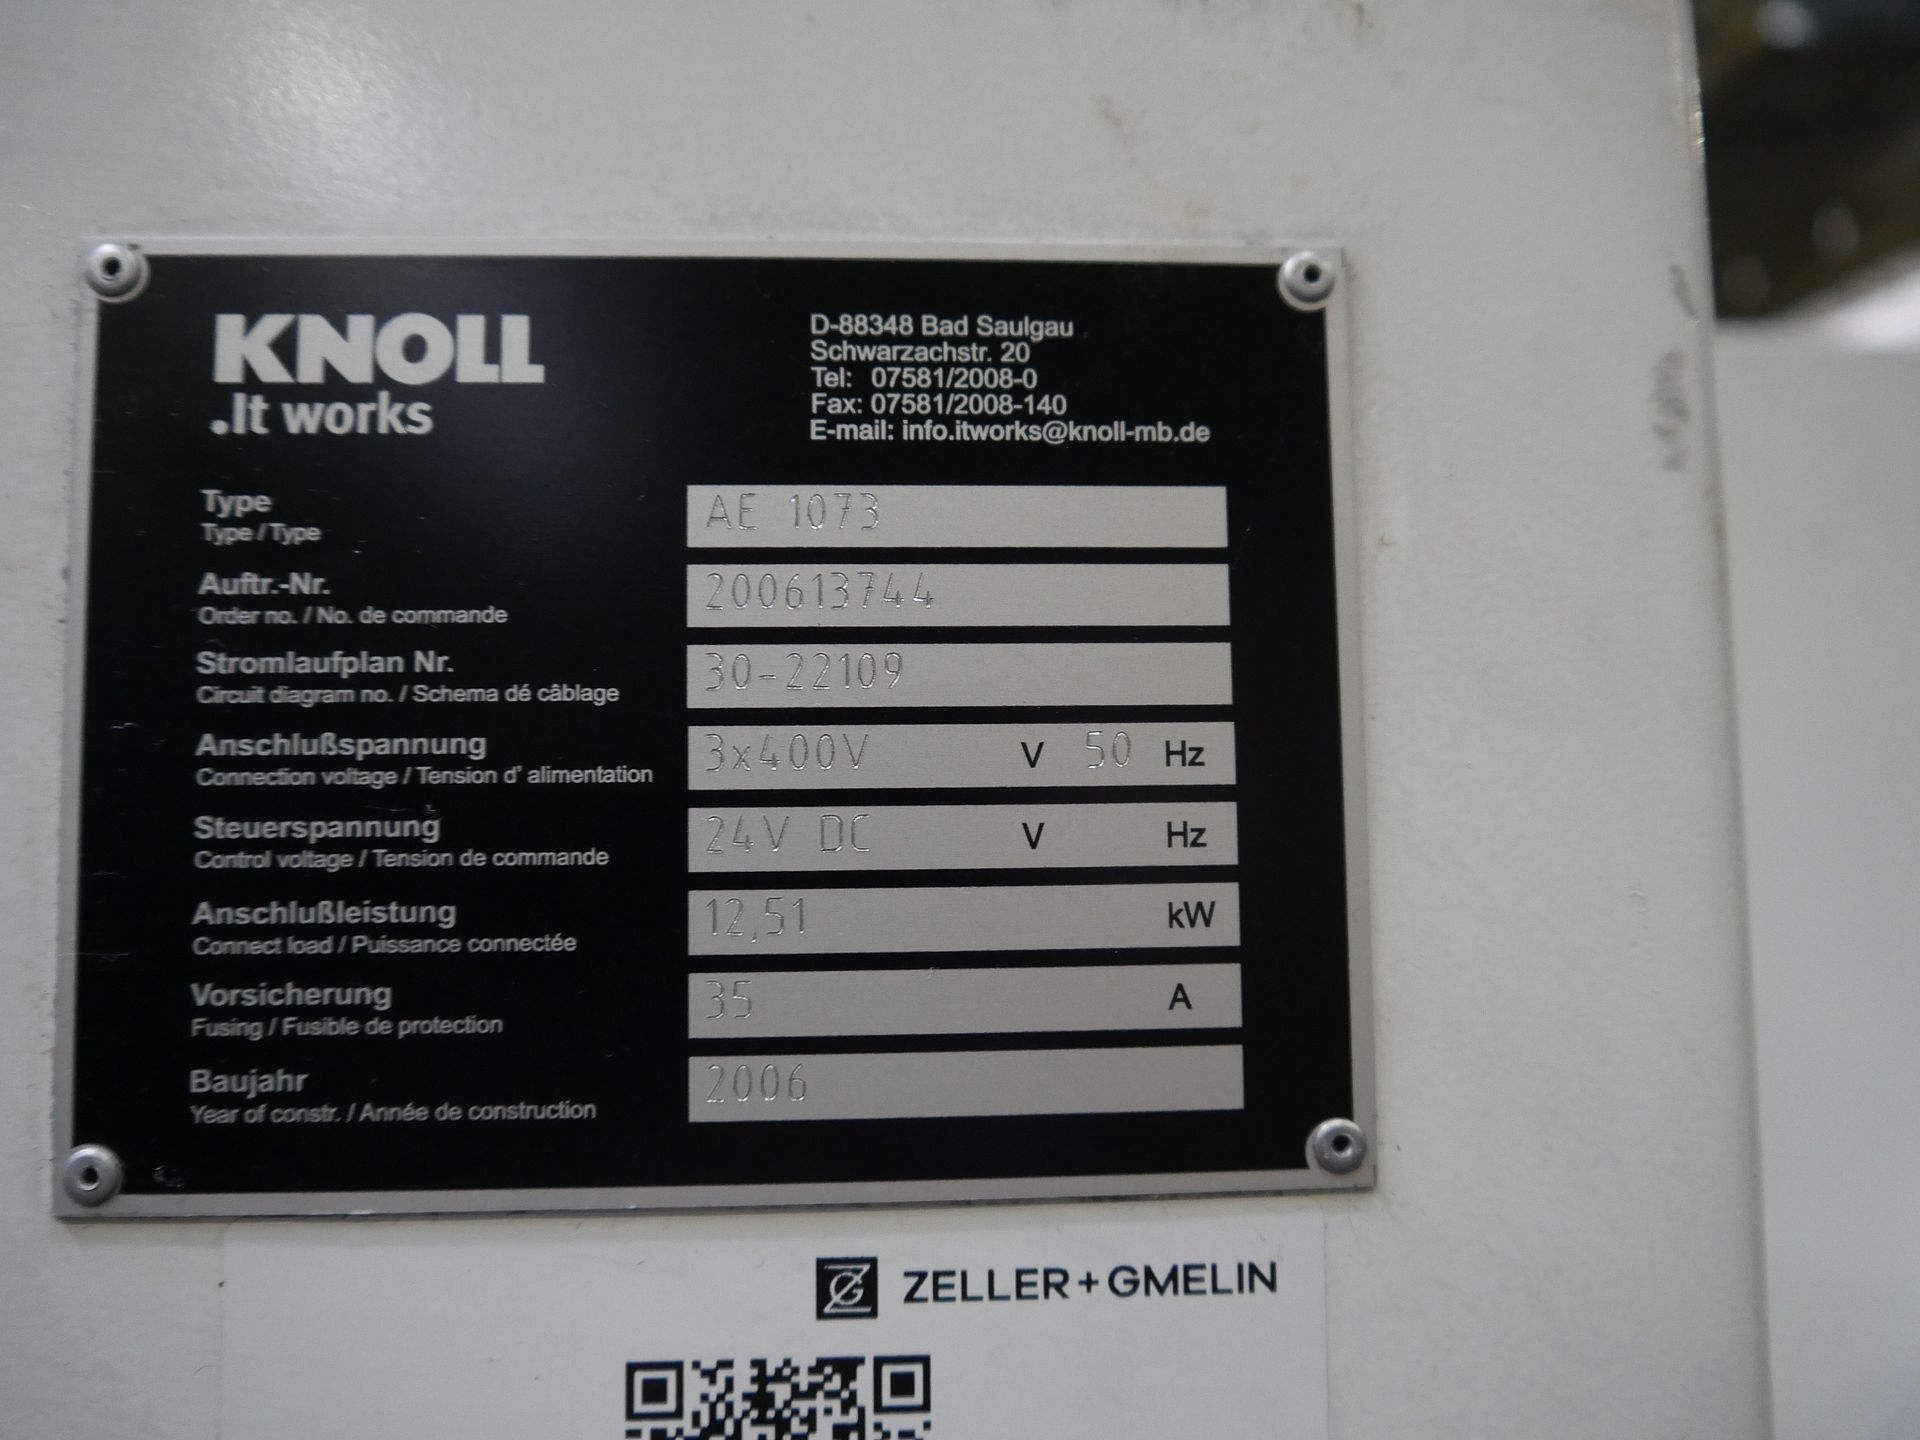 KNOLL
.It works
D-88348 Bad Saulgau
Schwarzachstr. 20
Tel: 07581/2008-0
Fax: 07581/2008-140
E-mail: info.itworks@knoll-mb.de
Type AE 1073
Type / Type
Auftr.-Nr. 200613744
Order no. / No. de commande
Stromlaufplan Nr. 30-22109
Circuit diagram no. / Schema dé câblage
Anschlußspannung 3x400V V 50 Hz
Connection voltage / Tension d' alimentation
Steuerspannung 24V DC V Hz
Control voltage / Tension de commande
Anschlußleistung 12,51 kW
Connect load / Puissance connectée
Vorsicherung 35 A
Fusing / Fusible de protection
Baujahr 2006
Year of constr. / Année de construction
ZG ZELLER+GMELIN